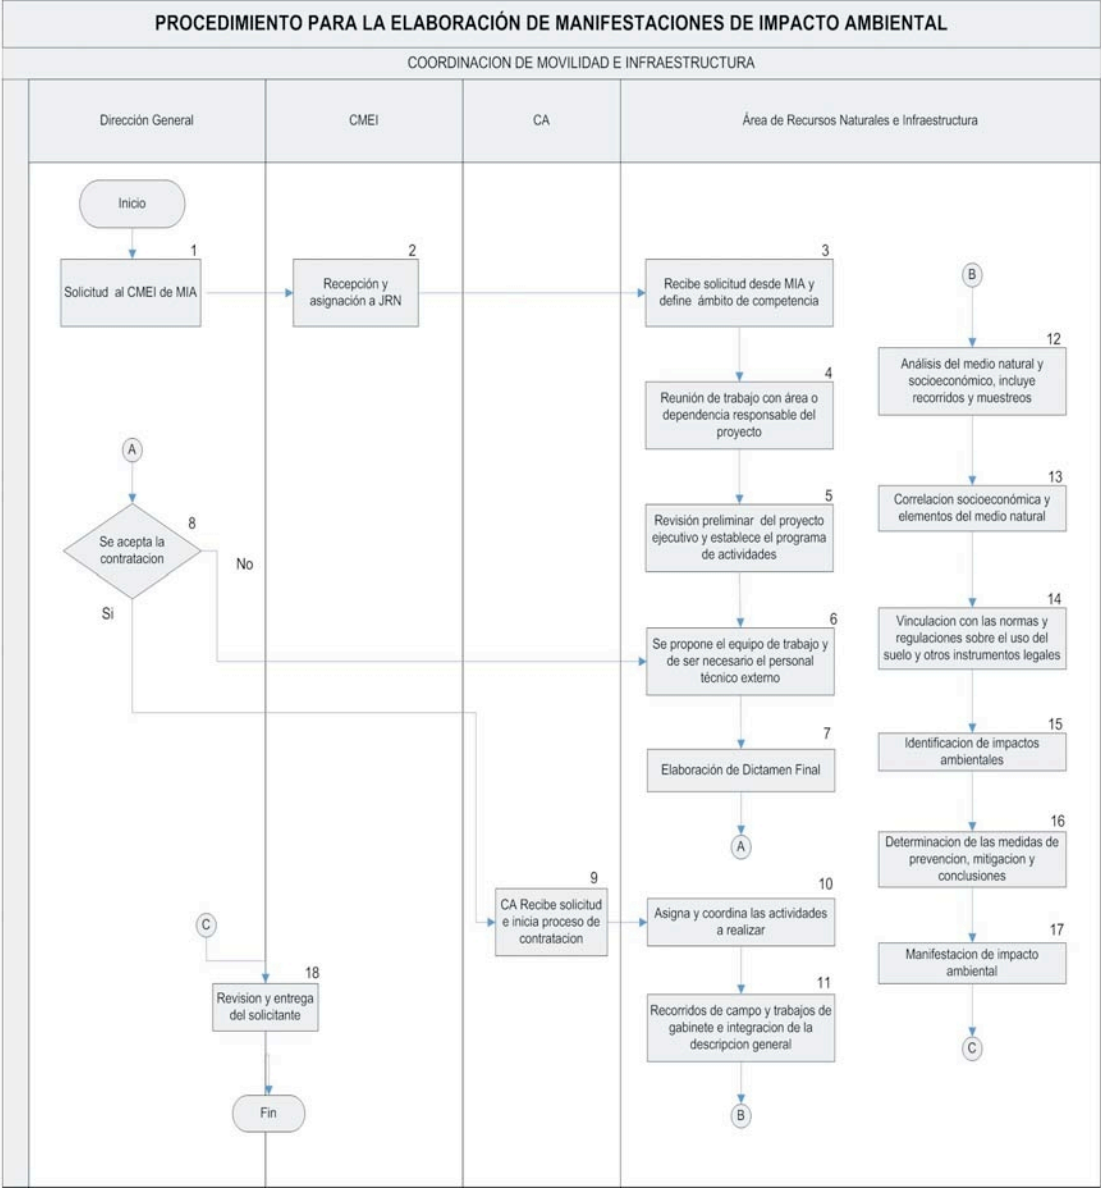 PROCEDIMIENTO PARA LA ELABORACIÓN DE MANIFESTACIONES DE IMPACTO AMBIENTAL
COORDINACION DE MOVILIDAD E INFRAESTRUCTURA
Dirección General
CMEI
CA
Área de Recursos Naturales e Infraestructura
Inicio
1
Solicitud al CMEI de MIA
2
Recepción y
asignación a JRN
3
Recibe solicitud desde MIA y
define ámbito de competencia
4
Reunión de trabajo con área o
dependencia responsable del
proyecto
5
Revisión preliminar del proyecto
ejecutivo y establece el programa
de actividades
6
Se propone el equipo de trabajo y
de ser necesario el personal
técnico externo
7
Elaboración de Dictamen Final
A
A
8
Se acepta la
contratacion
No
Si
9
CA Recibe solicitud
e inicia proceso de
contratacion
10
Asigna y coordina las actividades
a realizar
11
Recorridos de campo y trabajos de
gabinete e integracion de la
descripcion general
B
B
12
Análisis del medio natural y
socioeconómico, incluye
recorridos y muestreos
13
Correlacion socioeconómica y
elementos del medio natural
14
Vinculacion con las normas y
regulaciones sobre el uso del
suelo y otros instrumentos legales
15
Identificacion de impactos
ambientales
16
Determinacion de las medidas de
prevencion, mitigacion y
conclusiones
17
Manifestacion de impacto
ambiental
C
C
18
Revision y entrega
del solicitante
Fin